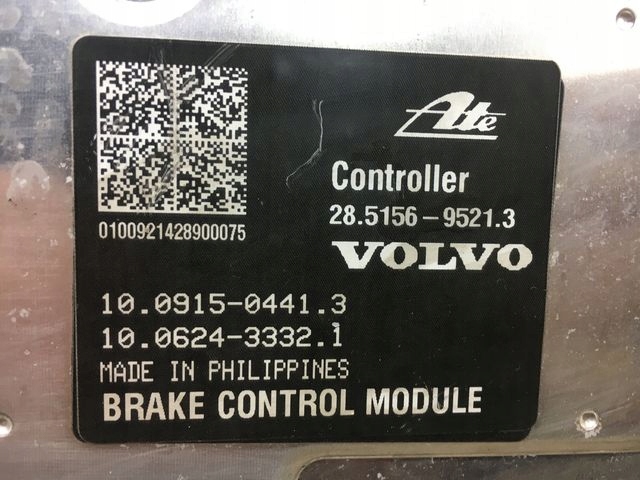 Ate
Controller
28.5156-9521.3
VOLVO
0100921428900075
10.0915-0441.3
10.0624-3332.1
MADE IN PHILIPPINES
BRAKE CONTROL MODULE